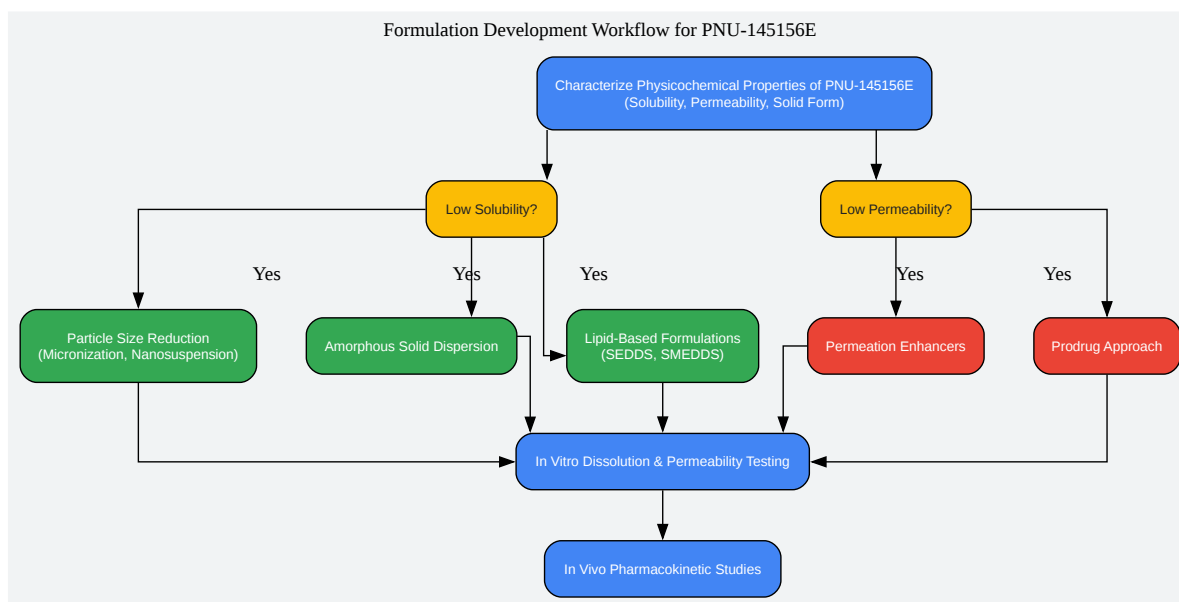 Formulation Development Workflow for PNU-145156E
Characterize Physicochemical Properties of PNU-145156E
(Solubility, Permeability, Solid Form)
Low Solubility?
Low Permeability?
Yes
Yes
Yes
Yes
Yes
Particle Size Reduction
(Micronization, Nanosuspension)
Amorphous Solid Dispersion
Lipid-Based Formulations
(SEDDS, SMEDDS)
Permeation Enhancers
Prodrug Approach
In Vitro Dissolution & Permeability Testing
In Vivo Pharmacokinetic Studies